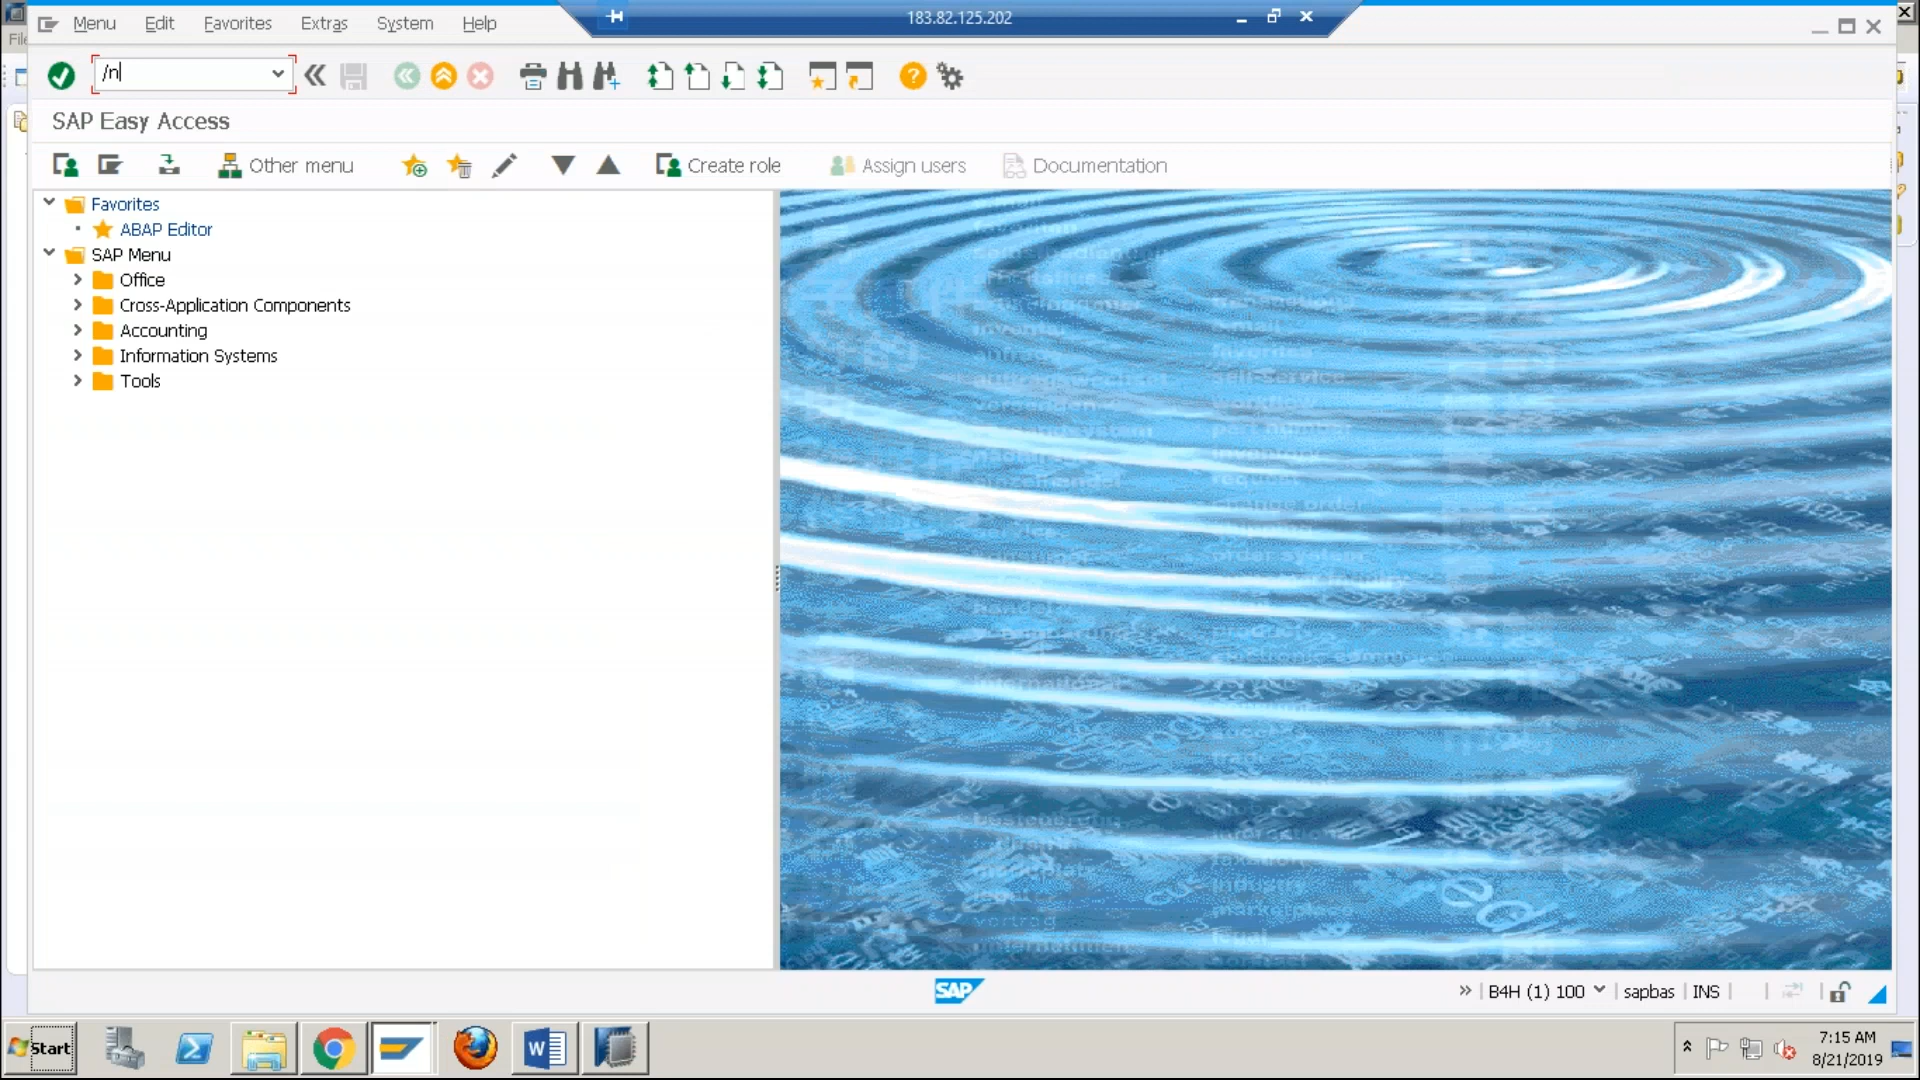 183.82.125.202
Menu Edit Favorites Extras System Help
File
/n
SAP Easy Access
Other menu Create role Assign users Documentation
Favorites
ABAP Editor
SAP Menu
Office
Cross-Application Components
Accounting
Information Systems
Tools
SAP
B4H (1) 100 sapbas INS
Start
7:15 AM
8/21/2019